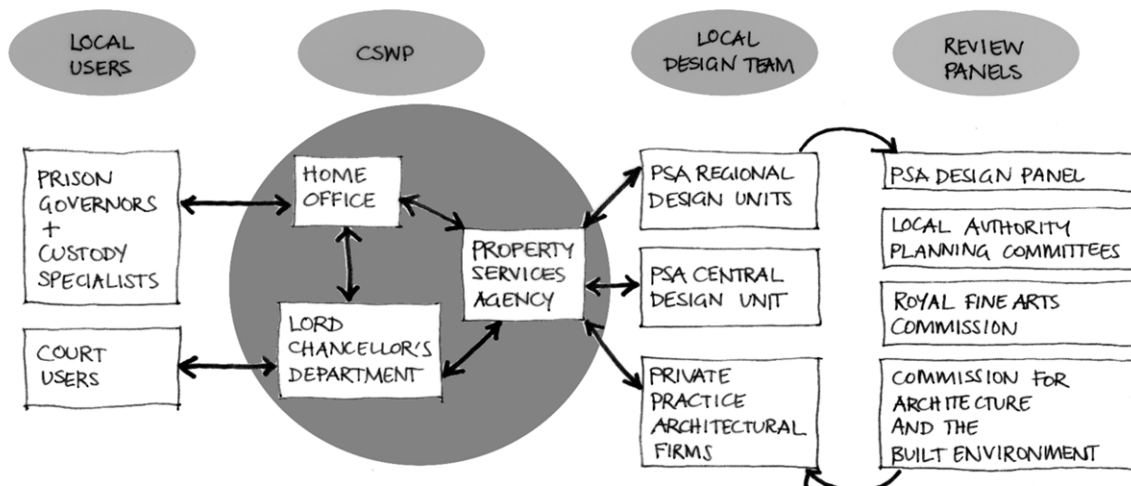 LOCAL
USERS
CSWP
LOCAL
DESIGN TEAM
REVIEW
PANELS
PRISON
GOVERNORS
+
CUSTODY
SPECIALISTS
COURT
USERS
HOME
OFFICE
LORD
CHANCELLOR'S
DEPARTMENT
PROPERTY
SERVICES
AGENCY
PSA REGIONAL
DESIGN UNITS
PSA CENTRAL
DESIGN UNIT
PRIVATE
PRACTICE
ARCHITECTURAL
FIRMS
PSA DESIGN PANEL
LOCAL AUTHORITY
PLANNING COMMITTEES
ROYAL FINE ARTS
COMMISSION
COMMISSION FOR
ARCHITECTURE
AND THE
BUILT ENVIRONMENT